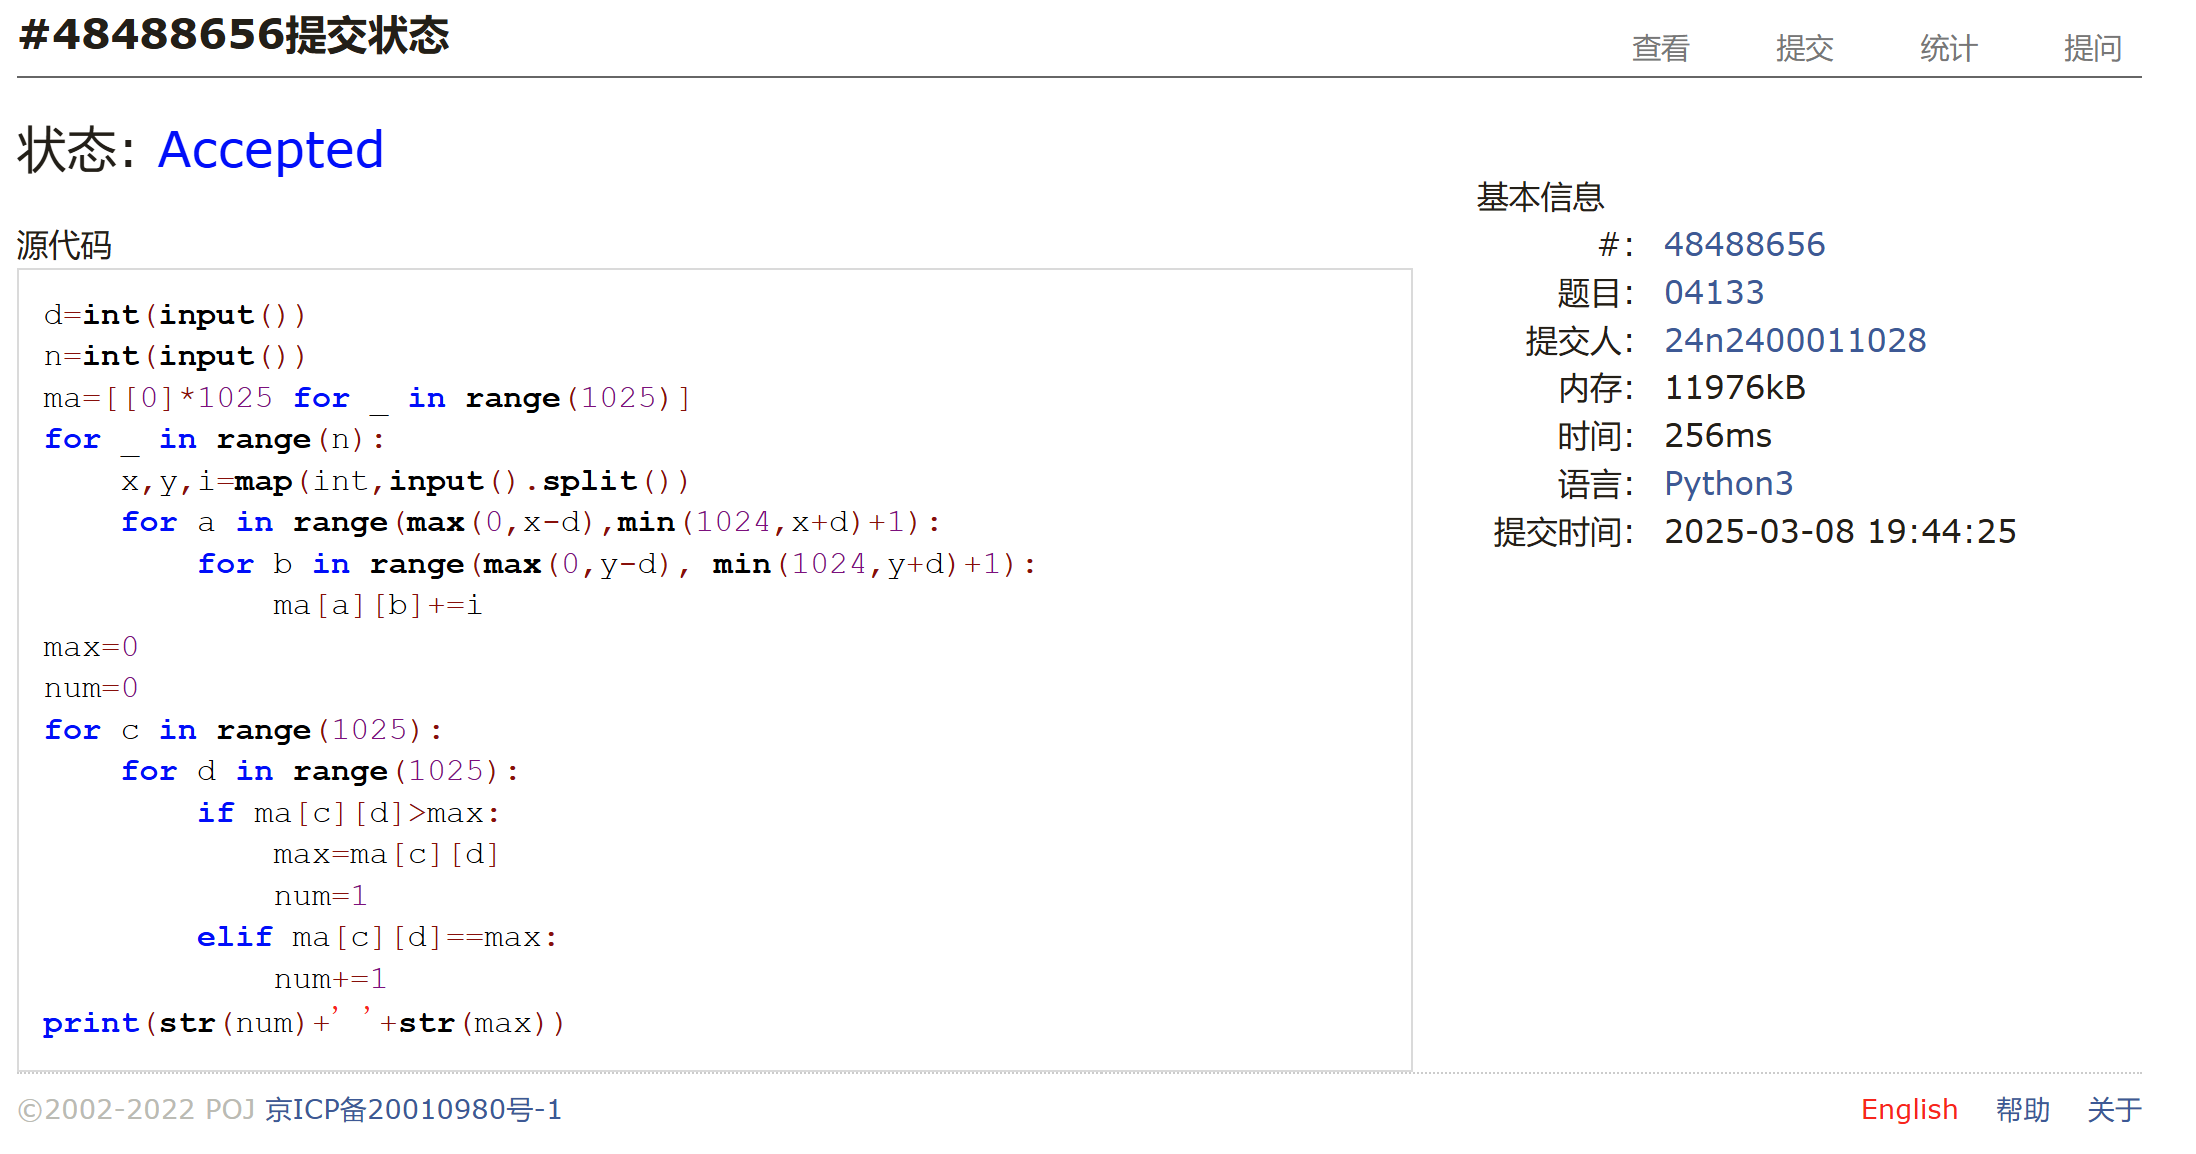 #48488656提交状态
查看 提交 统计 提问
状态: Accepted
源代码
d=int(input())
n=int(input())
ma=[[0]*1025 for _ in range(1025)]
for _ in range(n):
    x,y,i=map(int,input().split())
    for a in range(max(0,x-d),min(1024,x+d)+1):
        for b in range(max(0,y-d), min(1024,y+d)+1):
            ma[a][b]+=i
max=0
num=0
for c in range(1025):
    for d in range(1025):
        if ma[c][d]>max:
            max=ma[c][d]
            num=1
        elif ma[c][d]==max:
            num+=1
print(str(num)+' '+str(max))
基本信息
#: 48488656
题目: 04133
提交人: 24n2400011028
内存: 11976kB
时间: 256ms
语言: Python3
提交时间: 2025-03-08 19:44:25
©2002-2022 POJ 京ICP备20010980号-1
English 帮助 关于